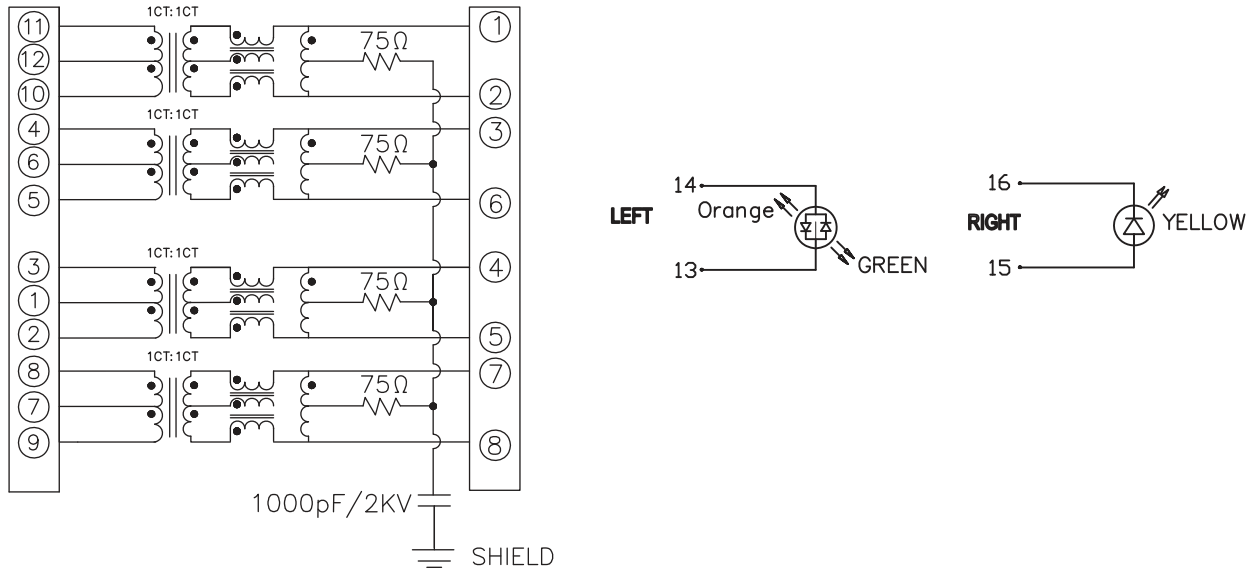 1CT:1CT
11
12
10
75Ω
1
2
1CT:1CT
4
6
5
75Ω
3
6
1CT:1CT
3
1
2
75Ω
4
5
1CT:1CT
8
7
9
75Ω
7
8
1000pF/2KV
SHIELD
LEFT
14
Orange
13
GREEN
RIGHT
16
YELLOW
15